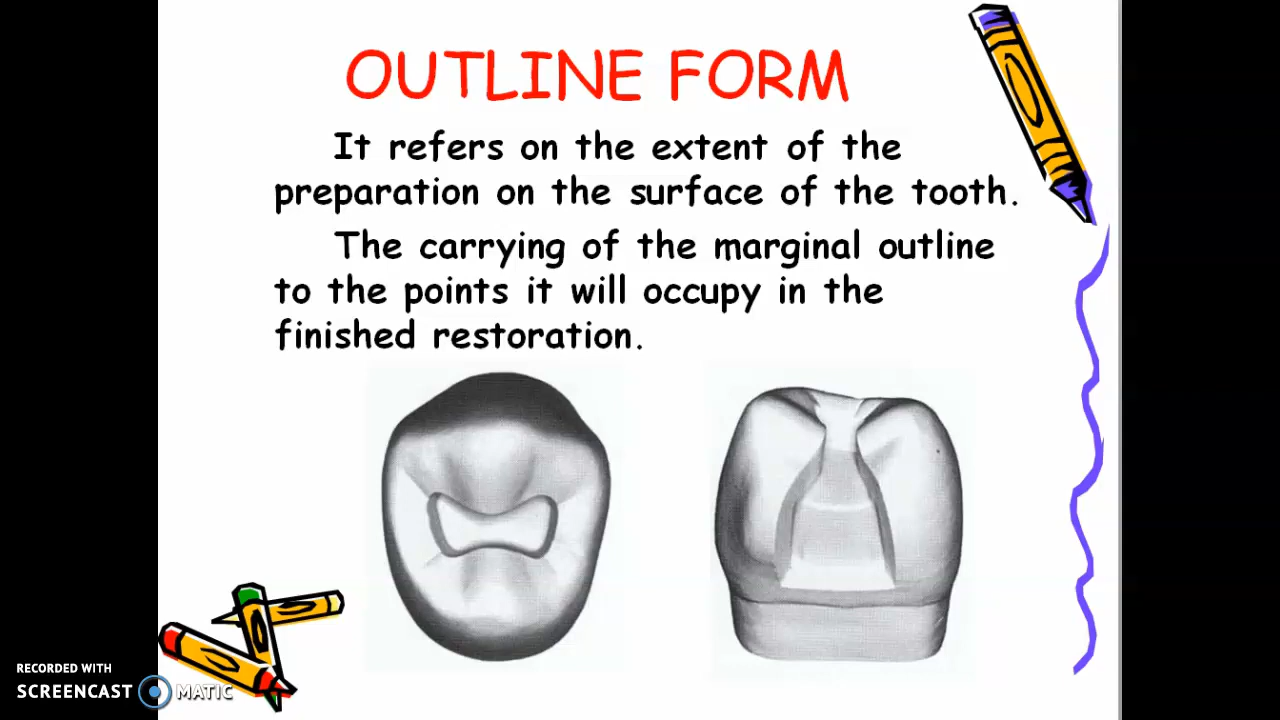 OUTLINE FORM
It refers on the extent of the
preparation on the surface of the tooth.
The carrying of the marginal outline
to the points it will occupy in the
finished restoration.
RECORDED WITH
SCREENCAST MATIC